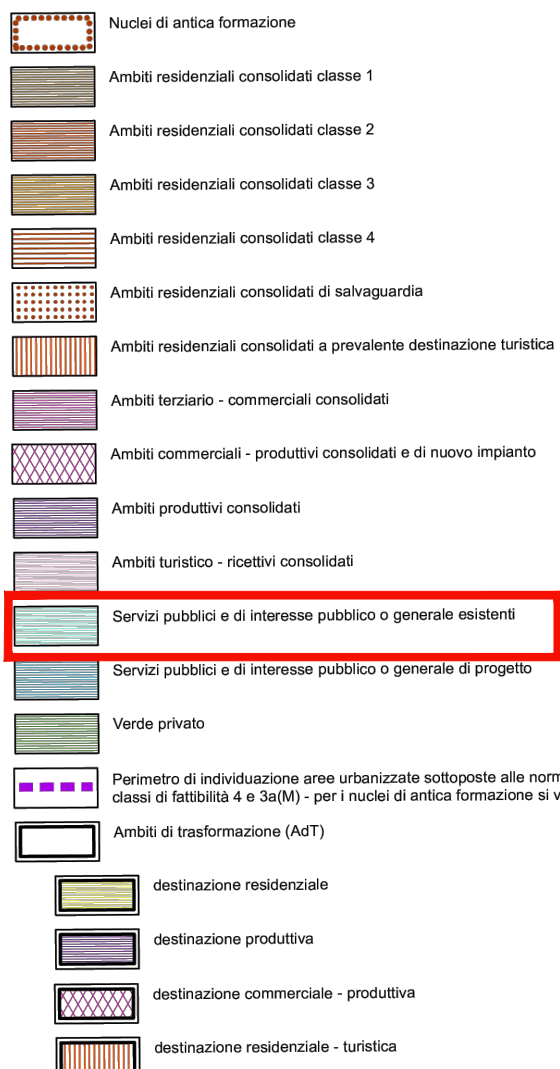 Nuclei di antica formazione
Ambiti residenziali consolidati classe 1
Ambiti residenziali consolidati classe 2
Ambiti residenziali consolidati classe 3
Ambiti residenziali consolidati classe 4
Ambiti residenziali consolidati di salvaguardia
Ambiti residenziali consolidati a prevalente destinazione turistica
Ambiti terziario - commerciali consolidati
Ambiti commerciali - produttivi consolidati e di nuovo impianto
Ambiti produttivi consolidati
Ambiti turistico - ricettivi consolidati
Servizi pubblici e di interesse pubblico o generale esistenti
Servizi pubblici e di interesse pubblico o generale di progetto
Verde privato
Perimetro di individuazione aree urbanizzate sottoposte alle
classi di fattibilità 4 e 3a(M) - per i nuclei di antica formazione si
Ambiti di trasformazione (AdT)
destinazione residenziale
destinazione produttiva
destinazione commerciale - produttiva
destinazione residenziale - turistica